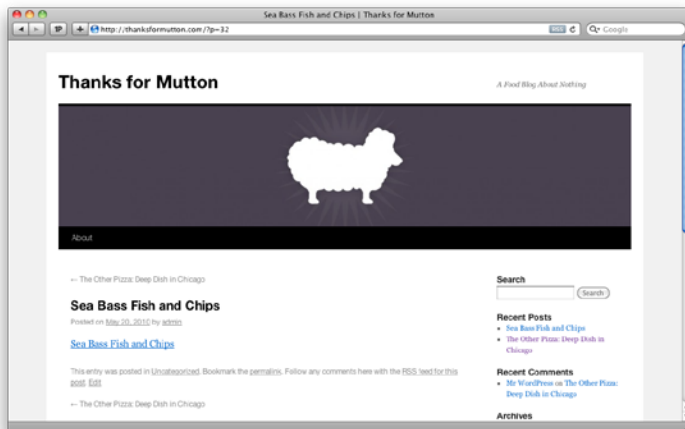 Sea Bass Fish and Chips | Thanks for Mutton
http://thanksformutton.com/?p=32
RSS
Google
Thanks for Mutton
A Food Blog About Nothing
About
← The Other Pizza: Deep Dish in Chicago
Sea Bass Fish and Chips
Posted on May 20, 2010 by admin
Sea Bass Fish and Chips
This entry was posted in Uncategorized. Bookmark the permalink. Follow any comments here with the RSS feed for this
post. Edit
← The Other Pizza: Deep Dish in Chicago
Search
Search
Recent Posts
Sea Bass Fish and Chips
The Other Pizza: Deep Dish in
Chicago
Recent Comments
Mr WordPress on The Other Pizza:
Deep Dish in Chicago
Archives